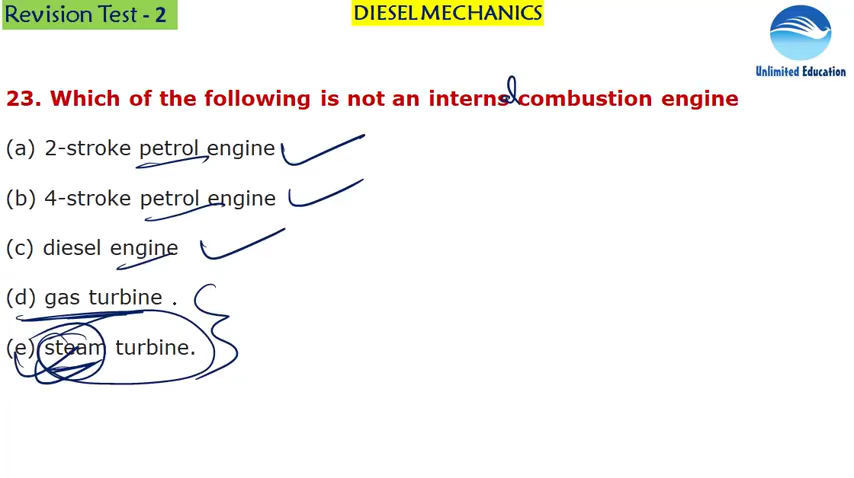 Revision Test - 2
DIESEL MECHANICS
Unlimited Education
23. Which of the following is not an internal combustion engine
(a) 2-stroke petrol engine
(b) 4-stroke petrol engine
(c) diesel engine
(d) gas turbine .
(e) steam turbine.